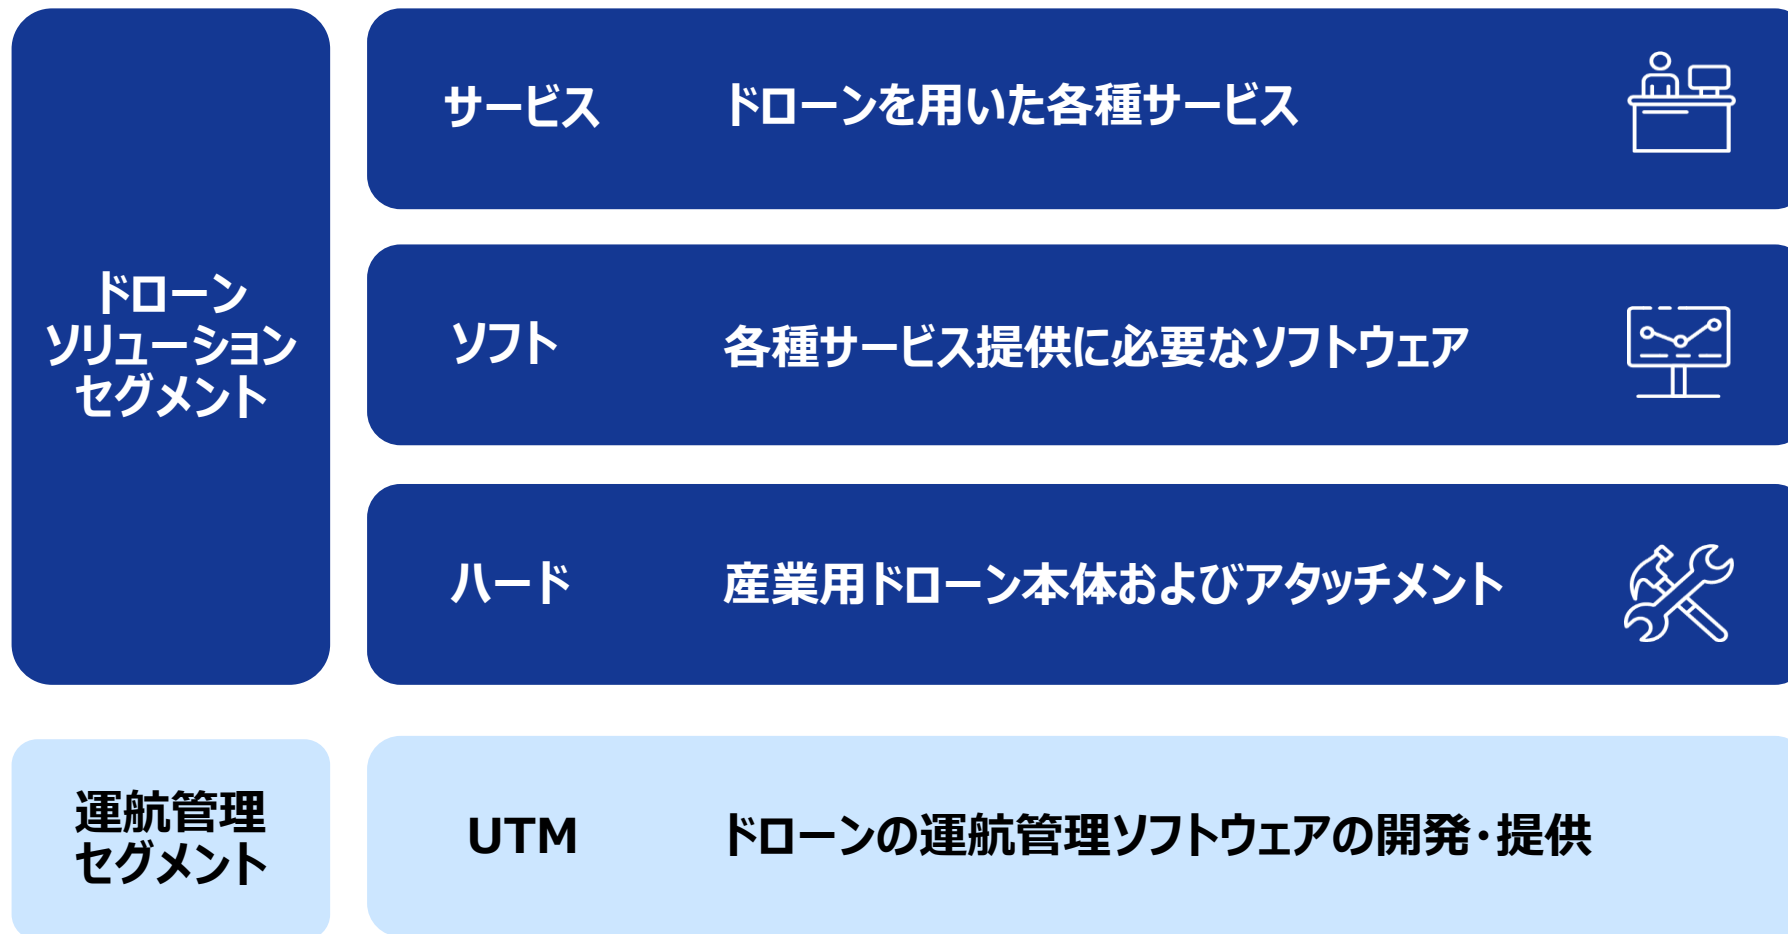 ドローン
ソリューション
セグメント
サービス ドローンを用いた各種サービス
ソフト 各種サービス提供に必要なソフトウェア
ハード 産業用ドローン本体およびアタッチメント
運航管理
セグメント
UTM ドローンの運航管理ソフトウェアの開発・提供